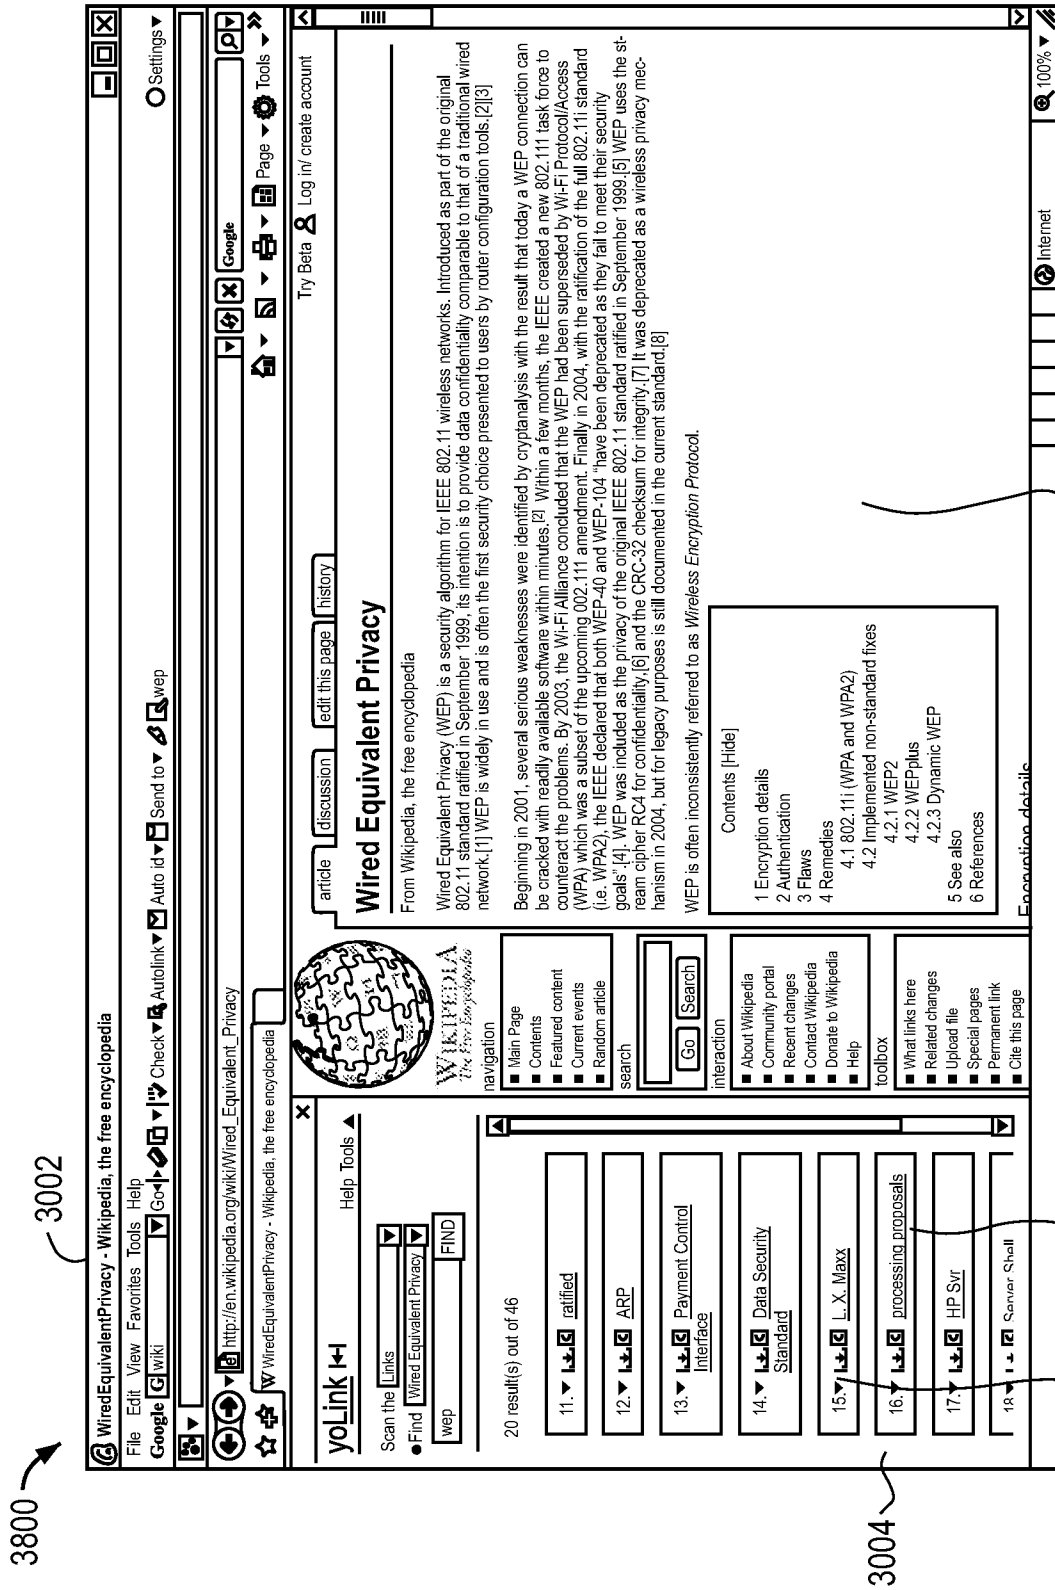 3800
3002
WiredEquivalentPrivacy - Wikipedia, the free encyclopedia
File Edit View Favorites Tools Help
Settings
Google G wiki Go Check Autolink Auto id Send to wep
http://en.wikipedia.org/wiki/Wired_Equivalent_Privacy
Google
W WiredEquivalentPrivacy - Wikipedia, the free encyclopedia
Page Tools
yoLink
Help Tools
Scan the Links
Find Wired Equivalent Privacy
wep FIND
20 result(s) out of 46
11. ratified
12. ARP
13. Payment Control
Interface
14. Data Security
Standard
15. L.X. Maxx
16. processing proposals
17. HP Svr
18 Server Shell
3004
WIKIPEDIA
The Free Encyclopedia
navigation
Main Page
Contents
Featured content
Current events
Random article
search
Go Search
interaction
About Wikipedia
Community portal
Recent changes
Contact Wikipedia
Donate to Wikipedia
Help
toolbox
What links here
Related changes
Upload file
Special pages
Permanent link
Cite this page
Try Beta Log in/ create account
article discussion edit this page history
Wired Equivalent Privacy
From Wikipedia, the free encyclopedia
Wired Equivalent Privacy (WEP) is a security algorithm for IEEE 802.11 wireless networks. Introduced as part of the original
802.11 standard ratified in September 1999, its intention is to provide data confidentiality comparable to that of a traditional wired
network.[1] WEP is widely in use and is often the first security choice presented to users by router configuration tools.[2][3]
Beginning in 2001, several serious weaknesses were identified by cryptanalysis with the result that today a WEP connection can
be cracked with readily available software within minutes.[2] Within a few months, the IEEE created a new 802.111 task force to
counteract the problems. By 2003, the Wi-Fi Alliance concluded that the WEP had been superseded by Wi-Fi Protocol/Access
(WPA) which was a subset of the upcoming 002.111 amendment. Finally in 2004, with the ratification of the full 802.11i standard
(i.e. WPA2), the IEEE declared that both WEP-40 and WEP-104 "have been deprecated as they fail to meet their security
goals".[4]. WEP was included as the privacy of the original IEEE 802.11 standard ratified in September 1999.[5] WEP uses the st-
ream cipher RC4 for confidentiality,[6] and the CRC-32 checksum for integrity.[7] It was deprecated as a wireless privacy mec-
hanism in 2004, but for legacy purposes is still documented in the current standard.[8]
WEP is often inconsistently referred to as Wireless Encryption Protocol.
Contents [Hide]
1 Encryption details
2 Authentication
3 Flaws
4 Remedies
4.1 802.11i (WPA and WPA2)
4.2 Implemented non-standard fixes
4.2.1 WEP2
4.2.2 WEPplus
4.2.3 Dynamic WEP
5 See also
6 References
Encryption details
Internet
100%